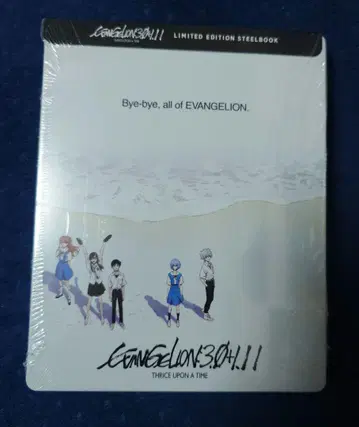 EVANGELION:3.0+1.11
LIMITED EDITION STEELBOOK
Bye-bye, all of EVANGELION.
EVANGELION:3.0+1.11
THRICE UPON A TIME